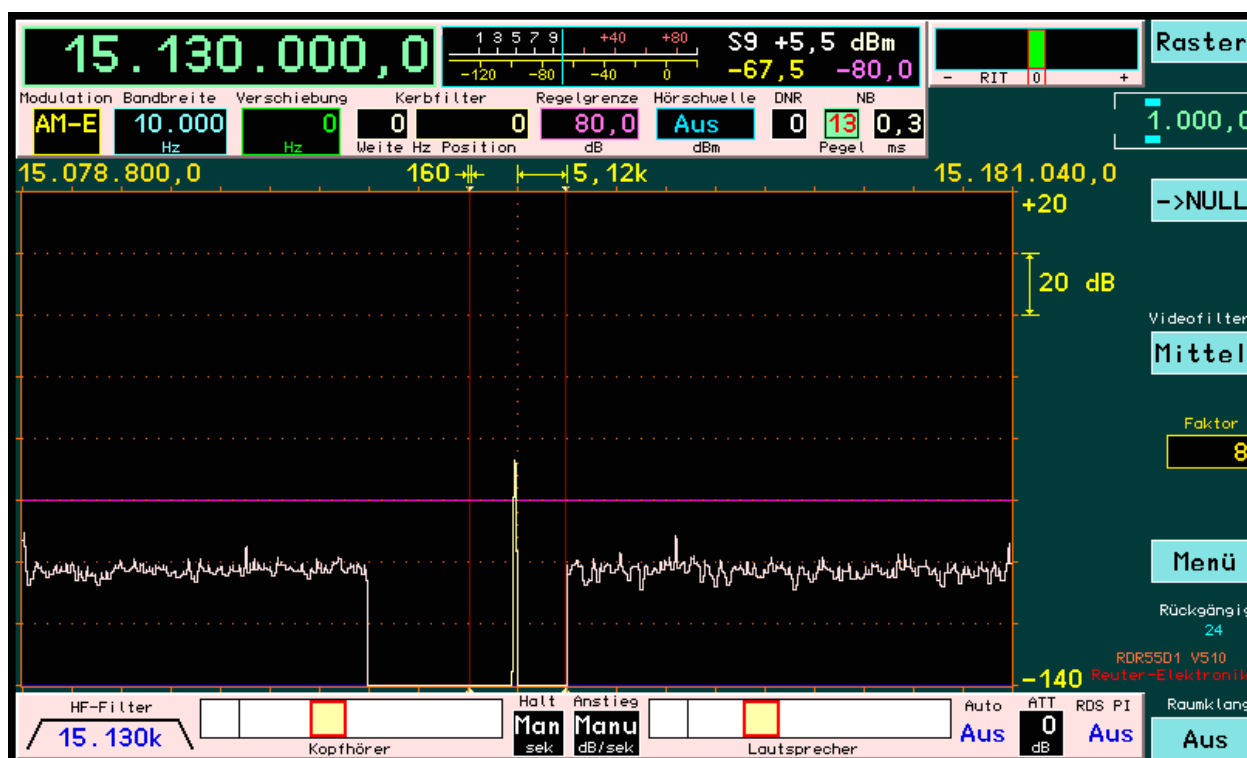 15.130.000,0
1 3 5 7 9 +40 +80
-120 -80 -40 0
S9 +5,5 dBm
-67,5 -80,0
- RIT 0 +
Raster
Modulation Bandbreite Verschiebung Kerbfilter Regelgrenze Hörschwelle DNR NB
AM-E 10.000 0 0 0 80,0 Aus 0 13 0,3
Hz Hz Weite Hz Position dB dBm Pegel ms
1.000,0
15.078.800,0 160 5,12k 15.181.040,0
+20
->NULL
20 dB
Videofilter
Mittel
Faktor
8
Menü
Rückgängig
24
RDR55D1 V510
-140 Reuter-Elektronik
HF-Filter
15.130k
Kopfhörer
Halt
Man
sek
Anstieg
Manu
dB/sek
Lautsprecher
Auto
Aus
ATT
0
dB
RDS PI
Aus
Raumklang
Aus